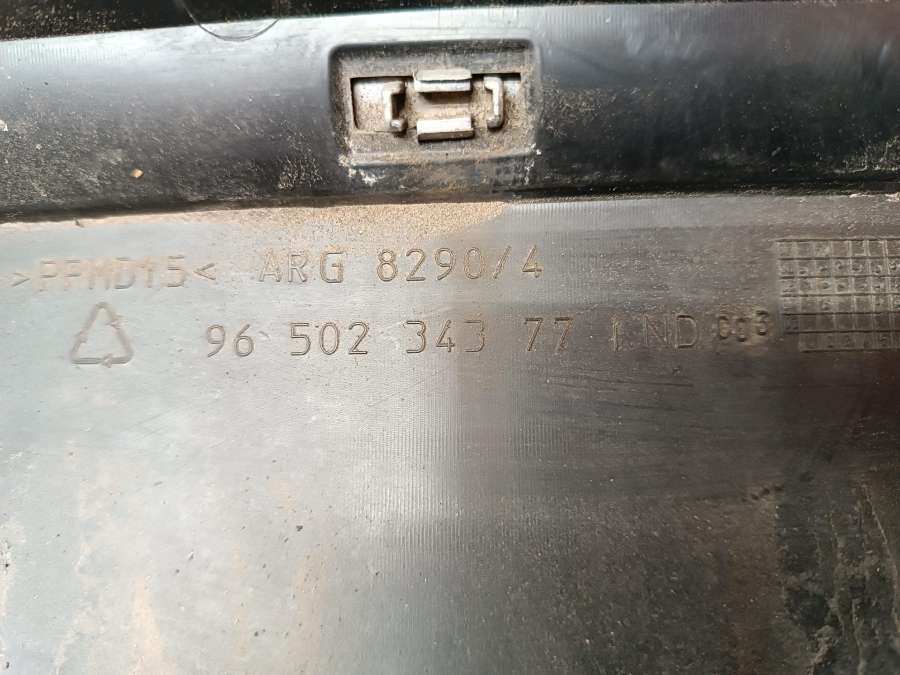 >PPMD15< ARG 8290/4
96 502 343 77 IND 003